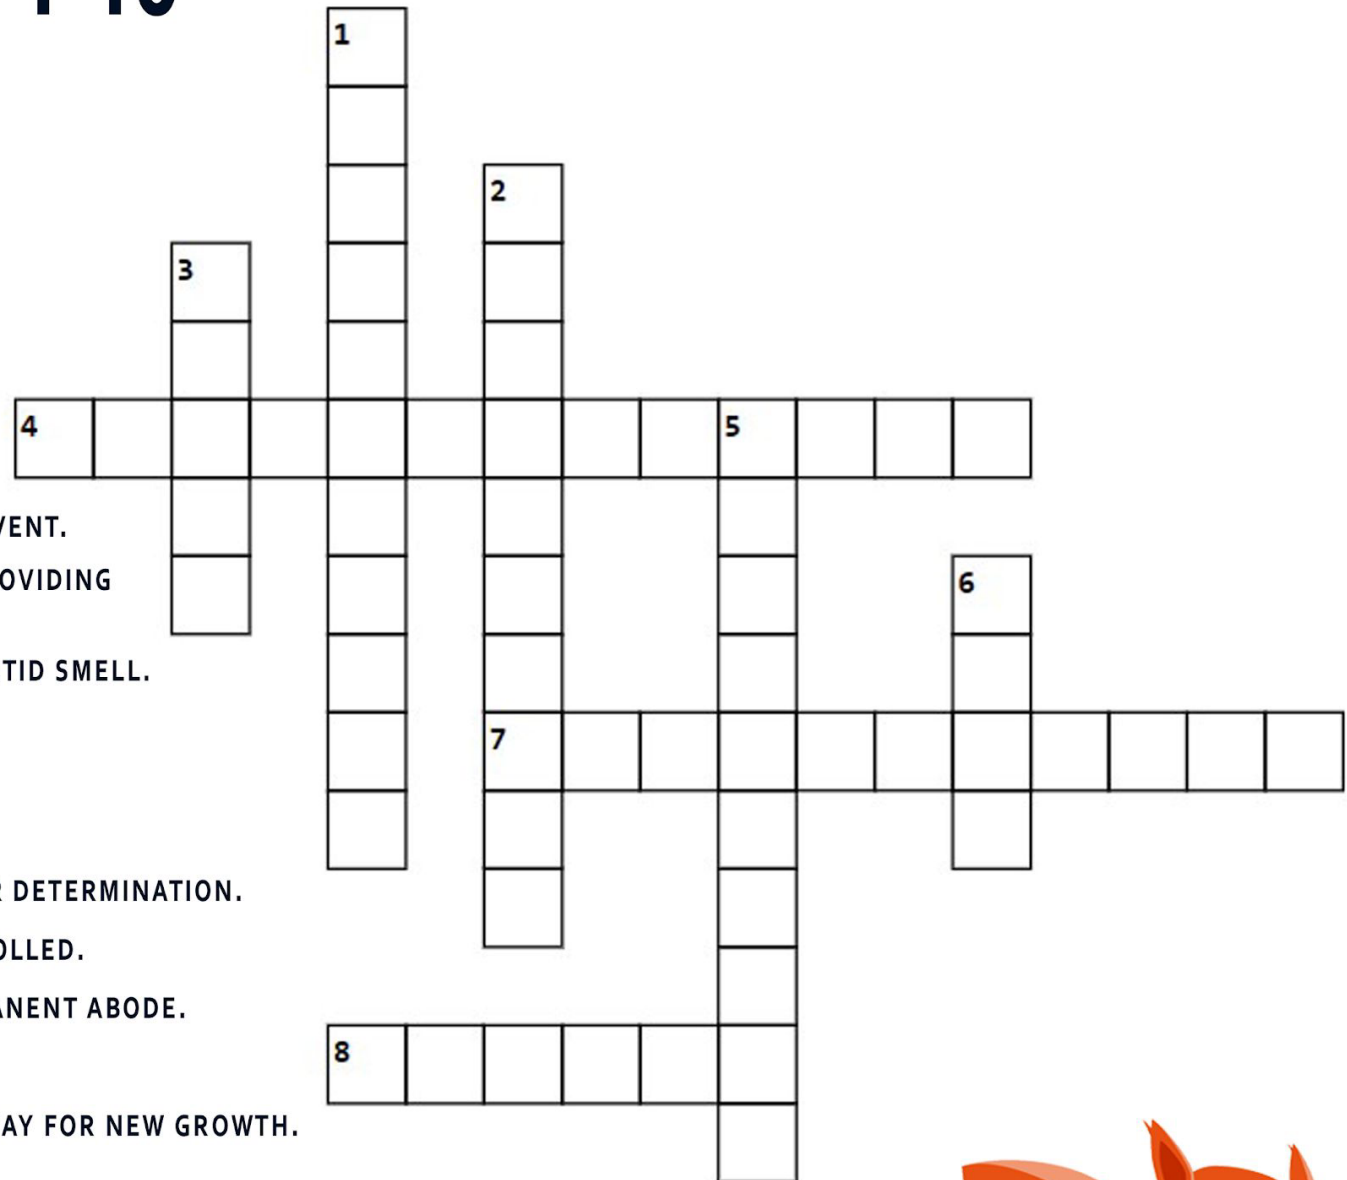 1
2
3
4
5
VENT.
OVIDING
6
TID SMELL.
7
DETERMINATION.
OLLED.
ANENT ABODE.
8
AY FOR NEW GROWTH.